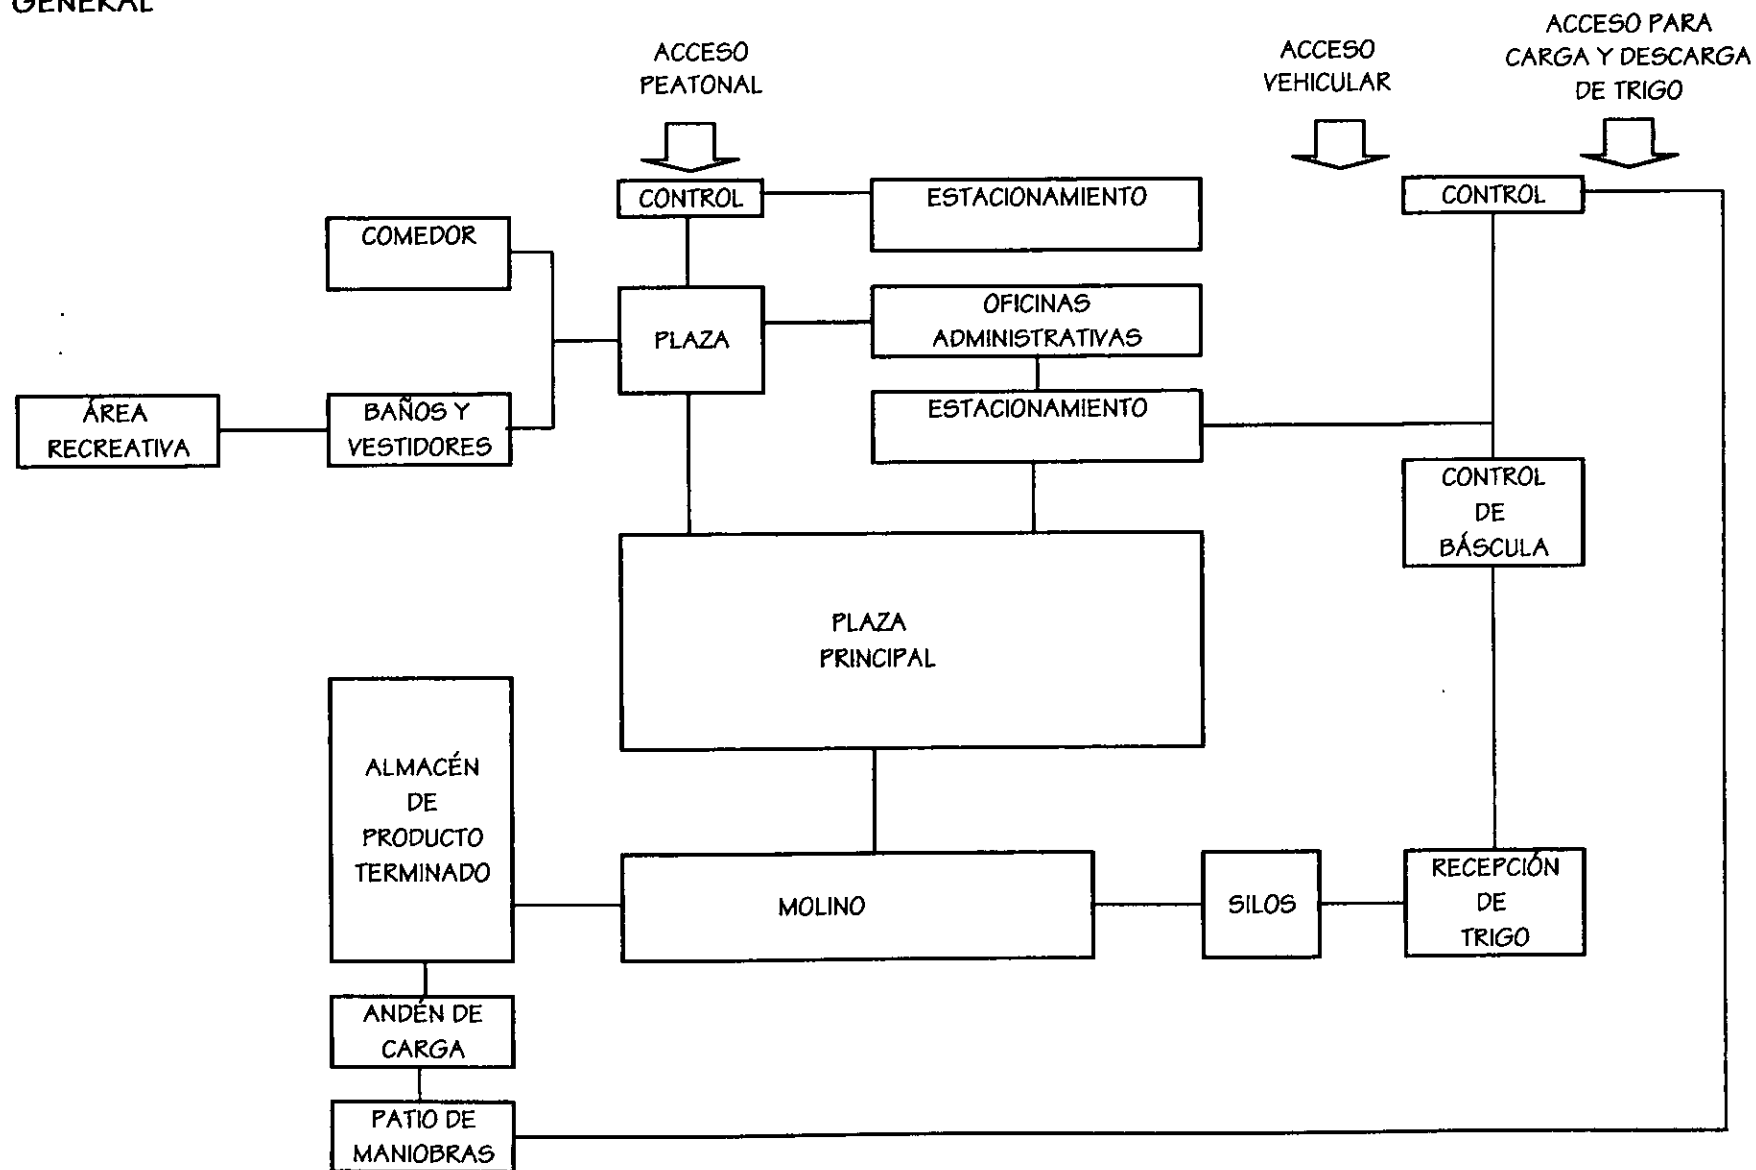 GENERAL
ACCESO
PEATONAL
ACCESO
VEHICULAR
ACCESO PARA
CARGA Y DESCARGA
DE TRIGO
CONTROL
ESTACIONAMIENTO
CONTROL
COMEDOR
PLAZA
OFICINAS
ADMINISTRATIVAS
ÁREA
RECREATIVA
BAÑOS Y
VESTIDORES
ESTACIONAMIENTO
CONTROL
DE
BÁSCULA
PLAZA
PRINCIPAL
ALMACÉN
DE
PRODUCTO
TERMINADO
MOLINO
SILOS
RECEPCIÓN
DE
TRIGO
ANDÉN DE
CARGA
PATIO DE
MANIOBRAS